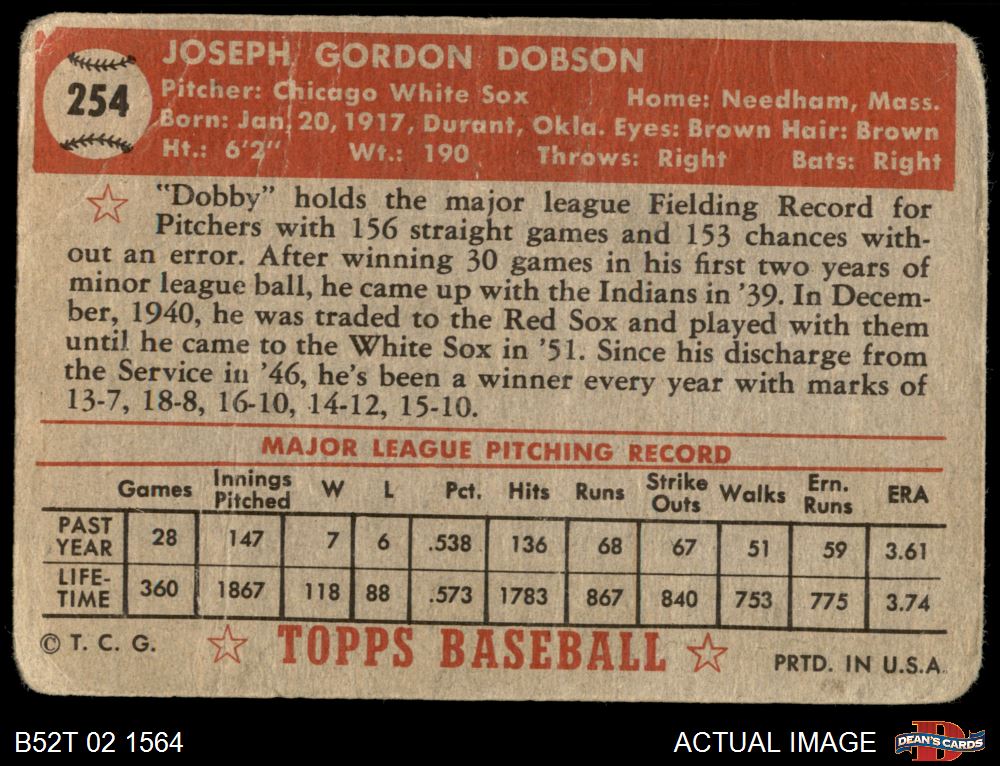 254
JOSEPH GORDON DOBSON
Pitcher: Chicago White Sox Home: Needham, Mass.
Born: Jan. 20, 1917, Durant, Okla. Eyes: Brown Hair: Brown
Ht.: 6'2" Wt.: 190 Throws: Right Bats: Right
"Dobby" holds the major league Fielding Record for
Pitchers with 156 straight games and 153 chances with-
out an error. After winning 30 games in his first two years of
minor league ball, he came up with the Indians in '39. In Decem-
ber, 1940, he was traded to the Red Sox and played with them
until he came to the White Sox in '51. Since his discharge from
the Service in '46, he's been a winner every year with marks of
13-7, 18-8, 16-10, 14-12, 15-10.
MAJOR LEAGUE PITCHING RECORD
Games Innings Pitched W L Pct. Hits Runs Strike Outs Walks Ern. Runs ERA
PAST YEAR 28 147 7 6 .538 136 68 67 51 59 3.61
LIFE-TIME 360 1867 118 88 .573 1783 867 840 753 775 3.74
© T. C. G. TOPPS BASEBALL PRTD. IN U.S.A.
B52T 02 1564 ACTUAL IMAGE DEAN'S CARDS